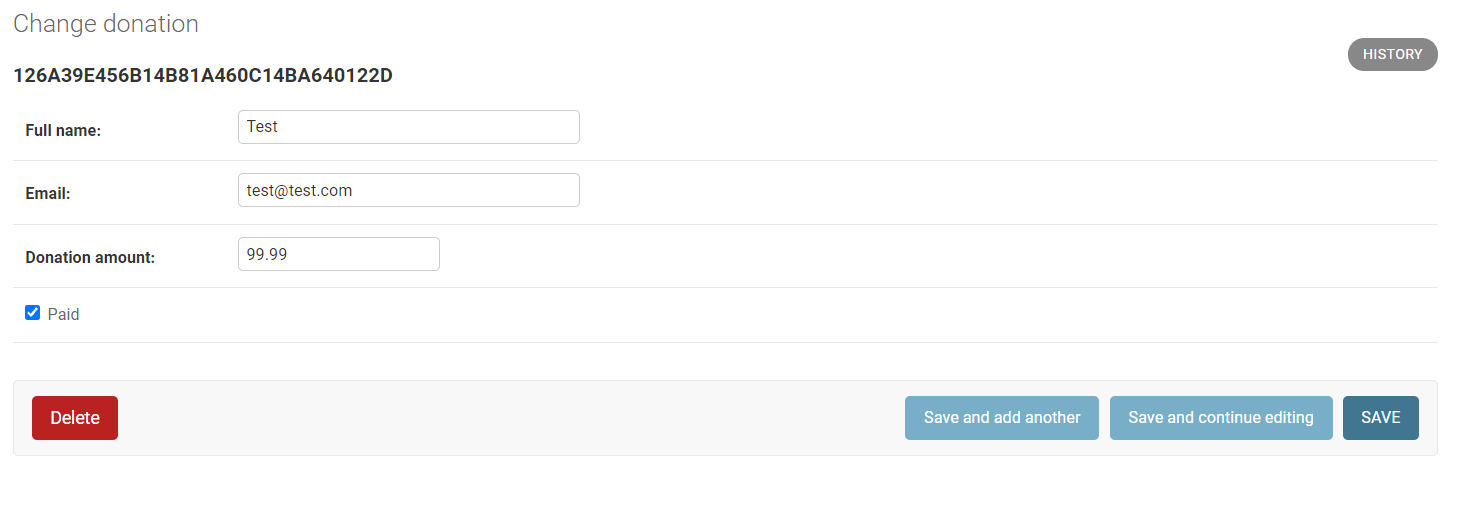 Change donation
HISTORY
126A39E456B14B81A460C14BA640122D
Full name: Test
Email: test@test.com
Donation amount: 99.99
Paid
Delete Save and add another Save and continue editing SAVE